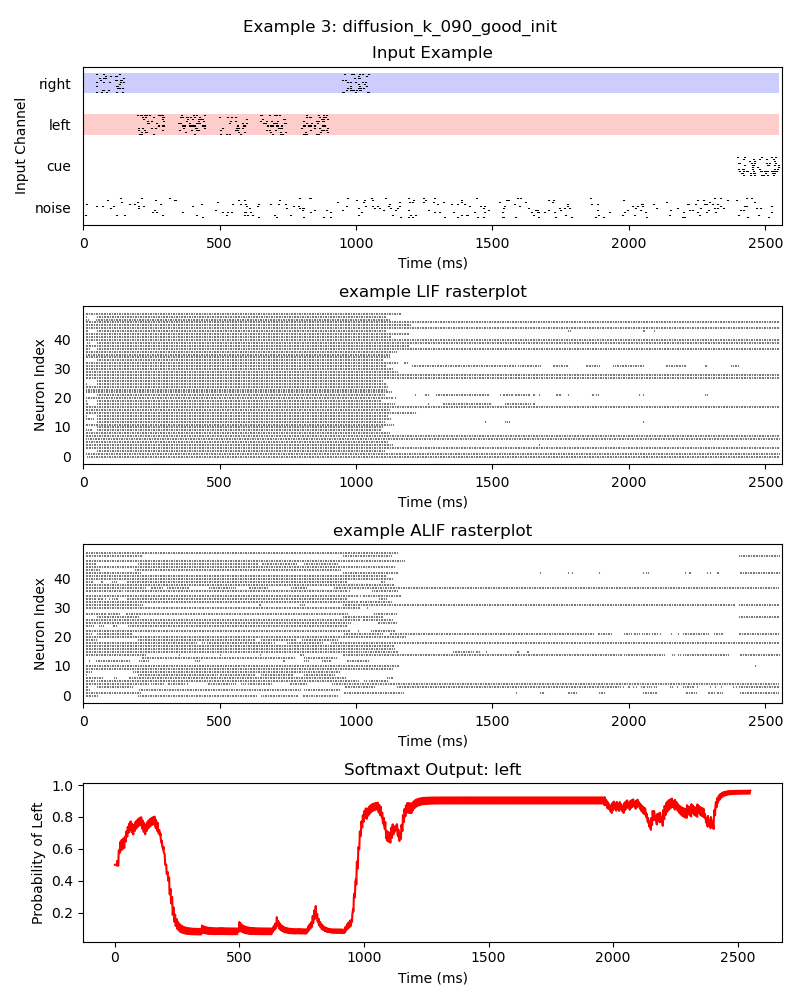 Example 3: diffusion_k_090_good_init
Input Example
Input Channel
right
left
cue
noise
0 500 1000 1500 2000 2500
Time (ms)
example LIF rasterplot
Neuron Index
40
30
20
10
0
0 500 1000 1500 2000 2500
Time (ms)
example ALIF rasterplot
Neuron Index
40
30
20
10
0
0 500 1000 1500 2000 2500
Time (ms)
Softmaxt Output: left
Probability of Left
1.0
0.8
0.6
0.4
0.2
0 500 1000 1500 2000 2500
Time (ms)